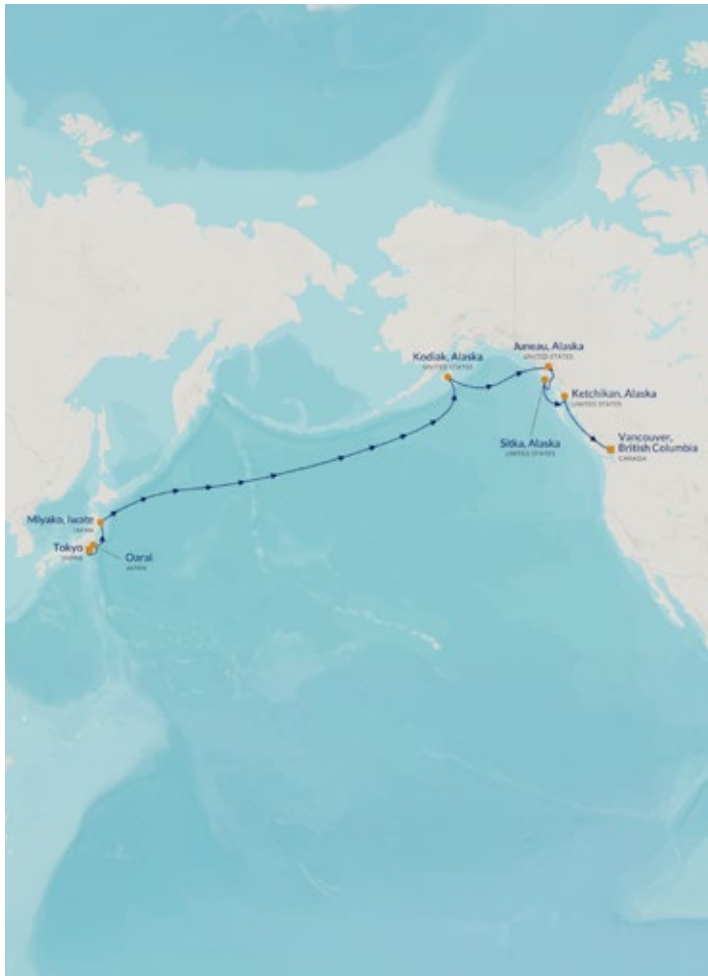 Kodiak, Alaska
UNITED STATES
Juneau, Alaska
UNITED STATES
Ketchikan, Alaska
UNITED STATES
Sitka, Alaska
UNITED STATES
Vancouver,
British Columbia
CANADA
Miyako, Iwate
JAPAN
Tokyo
JAPAN
Oarai
JAPAN